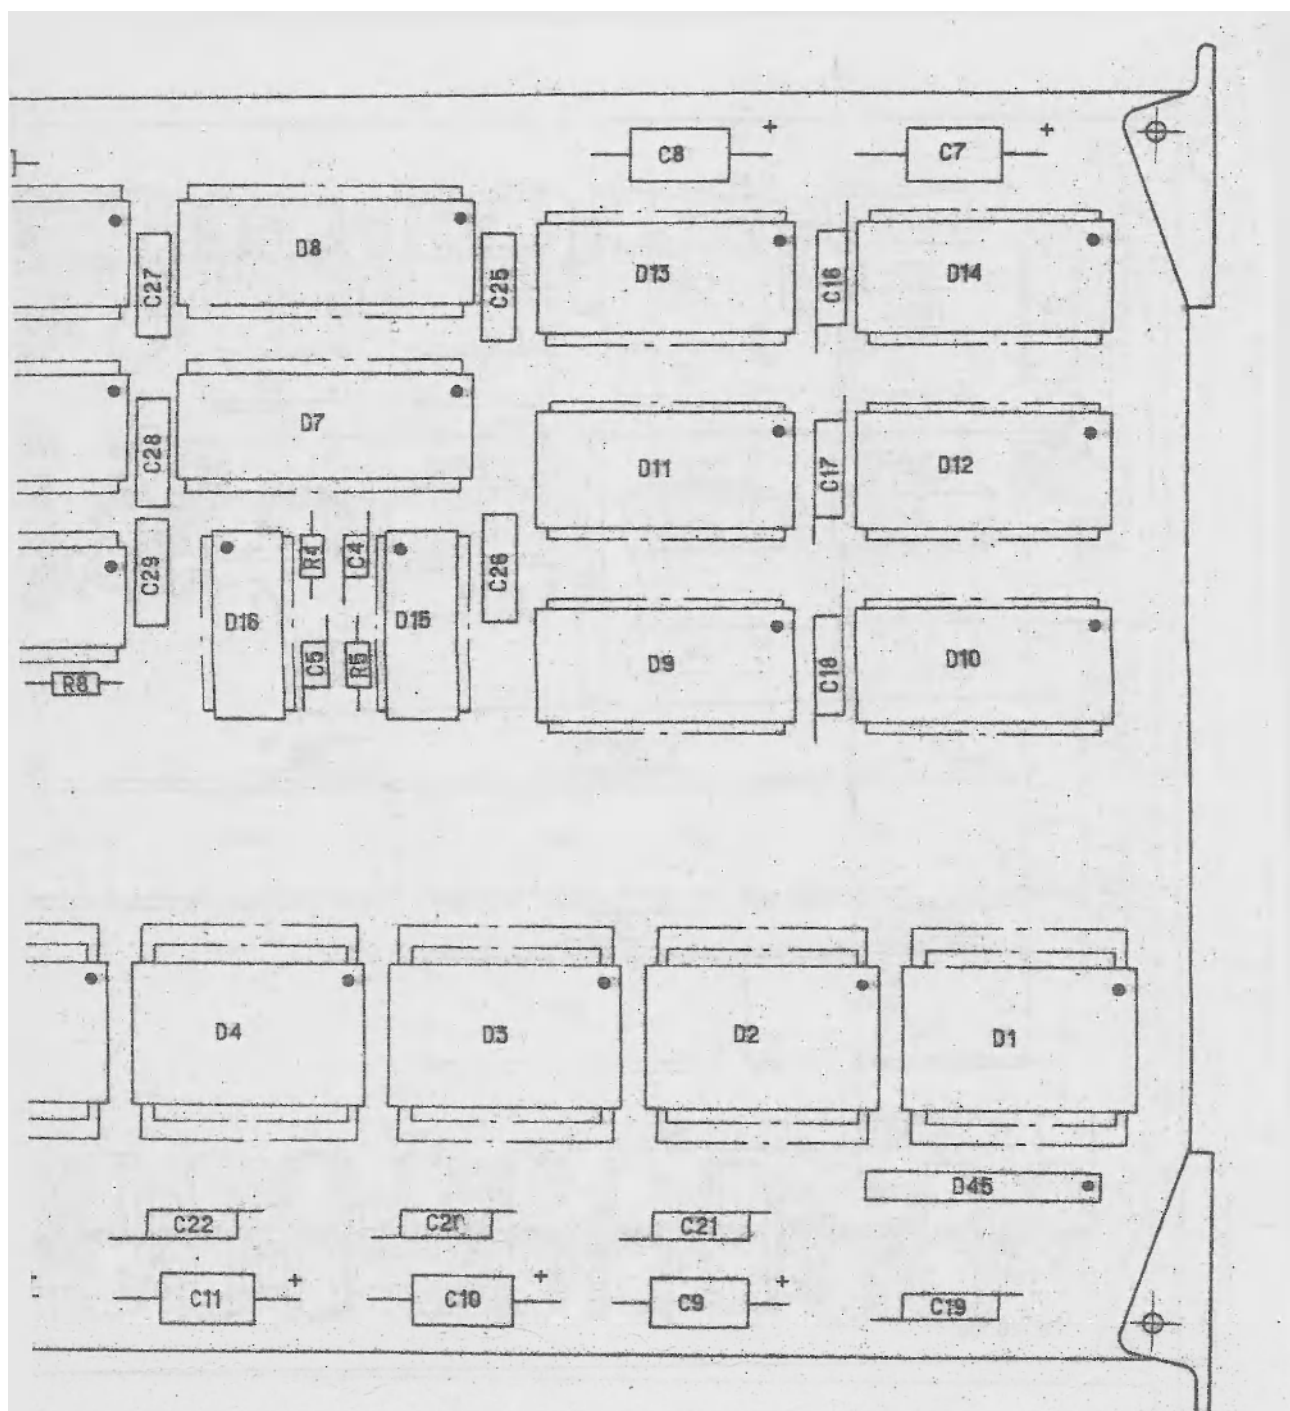 + +
C8 C7
D8 D13 D14
C27 C25 C16
D7 D11 D12
C28 C17
R4 C4
C29 C26
D16 D15
C5 R5 D9 C18 D10
R8
D4 D3 D2 D1
D45
C22 C20 C21
+ + +
C11 C10 C9 C19